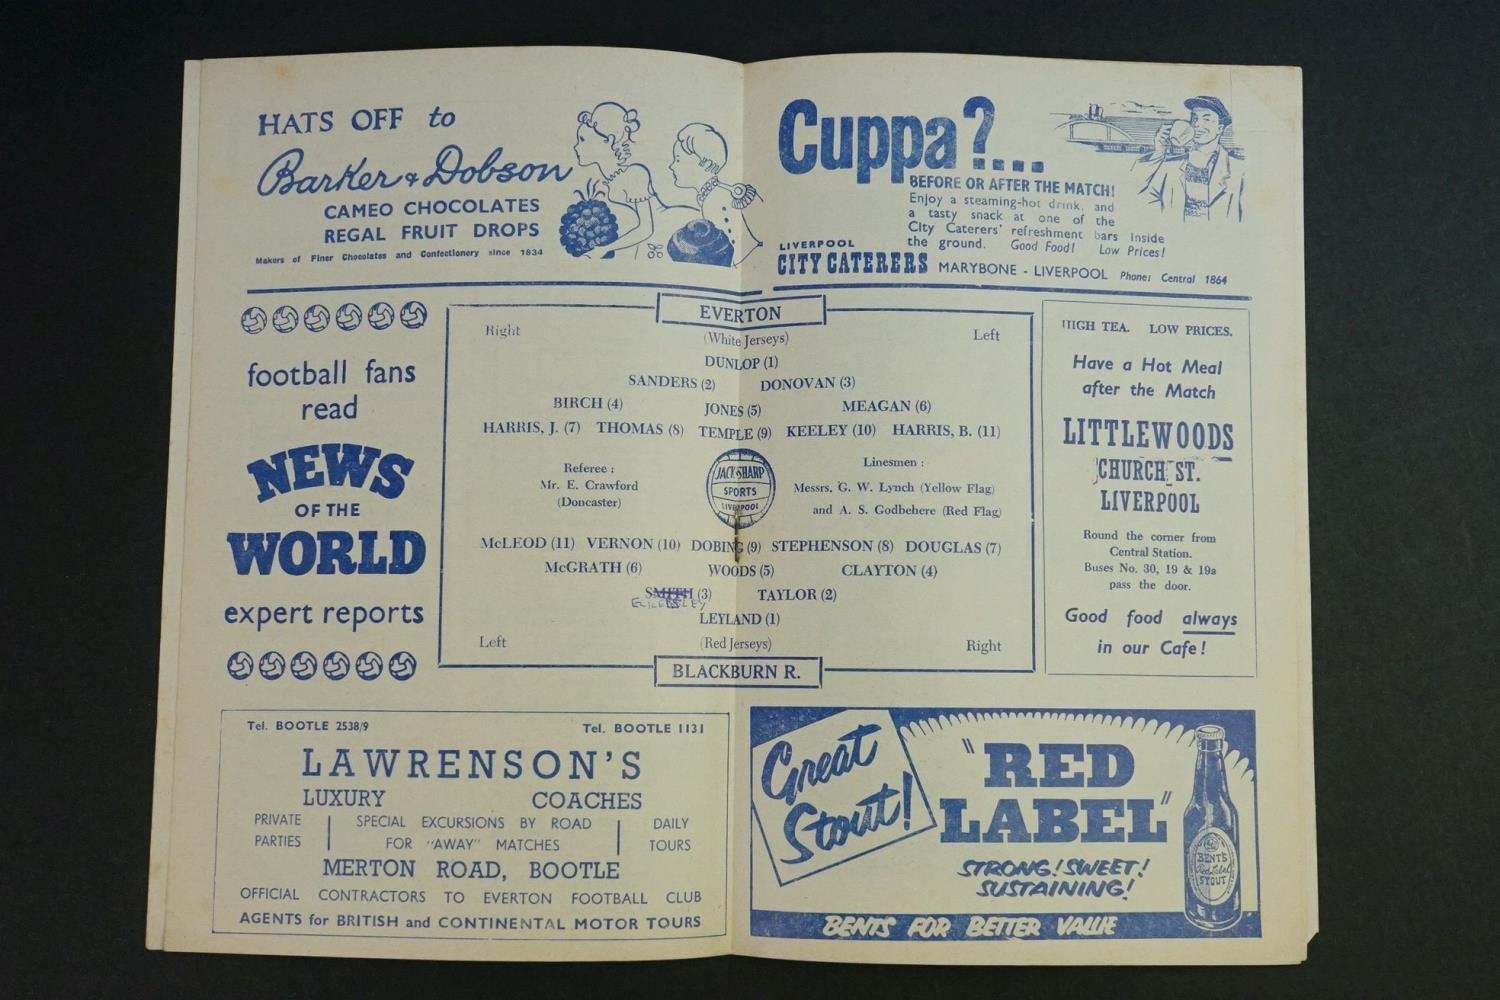 HATS OFF to
Barker & Dobson
CAMEO CHOCOLATES
REGAL FRUIT DROPS
Makers of Finer Chocolates and Confectionery since 1834
Cuppa?...
BEFORE OR AFTER THE MATCH!
Enjoy a steaming-hot drink, and
a tasty snack at one of the
City Caterers' refreshment bars inside
the ground. Good Food! Low Prices!
LIVERPOOL
CITY CATERERS MARYBONE - LIVERPOOL Phone: Central 1864
football fans
read
NEWS
OF THE
WORLD
expert reports
EVERTON
Right
(White Jerseys)
Left
DUNLOP (1)
SANDERS (2) DONOVAN (3)
BIRCH (4) JONES (5) MEAGAN (6)
HARRIS, J. (7) THOMAS (8) TEMPLE (9) KEELEY (10) HARRIS, B. (11)
Referee :
Mr. E. Crawford
(Doncaster)
JACK SHARP
SPORTS
LIVERPOOL
Linesmen :
Messrs. G. W. Lynch (Yellow Flag)
and A. S. Godbehere (Red Flag)
McLEOD (11) VERNON (10) DOBING (9) STEPHENSON (8) DOUGLAS (7)
McGRATH (6) WOODS (5) CLAYTON (4)
SMITH (3) TAYLOR (2)
ECKERSLEY
LEYLAND (1)
Left
(Red Jerseys)
Right
BLACKBURN R.
HIGH TEA. LOW PRICES.
Have a Hot Meal
after the Match
LITTLEWOODS
CHURCH ST.
LIVERPOOL
Round the corner from
Central Station.
Buses No. 30, 19 & 19a
pass the door.
Good food always
in our Cafe!
Tel. BOOTLE 2538/9 Tel. BOOTLE 1131
LAWRENSON'S
LUXURY COACHES
PRIVATE PARTIES
SPECIAL EXCURSIONS BY ROAD
FOR "AWAY" MATCHES
DAILY TOURS
MERTON ROAD, BOOTLE
OFFICIAL CONTRACTORS TO EVERTON FOOTBALL CLUB
AGENTS for BRITISH and CONTINENTAL MOTOR TOURS
Great
Stout!
"RED
LABEL"
STRONG! SWEET!
SUSTAINING!
BENT'S
Red Label
STOUT
BENTS FOR BETTER VALUE